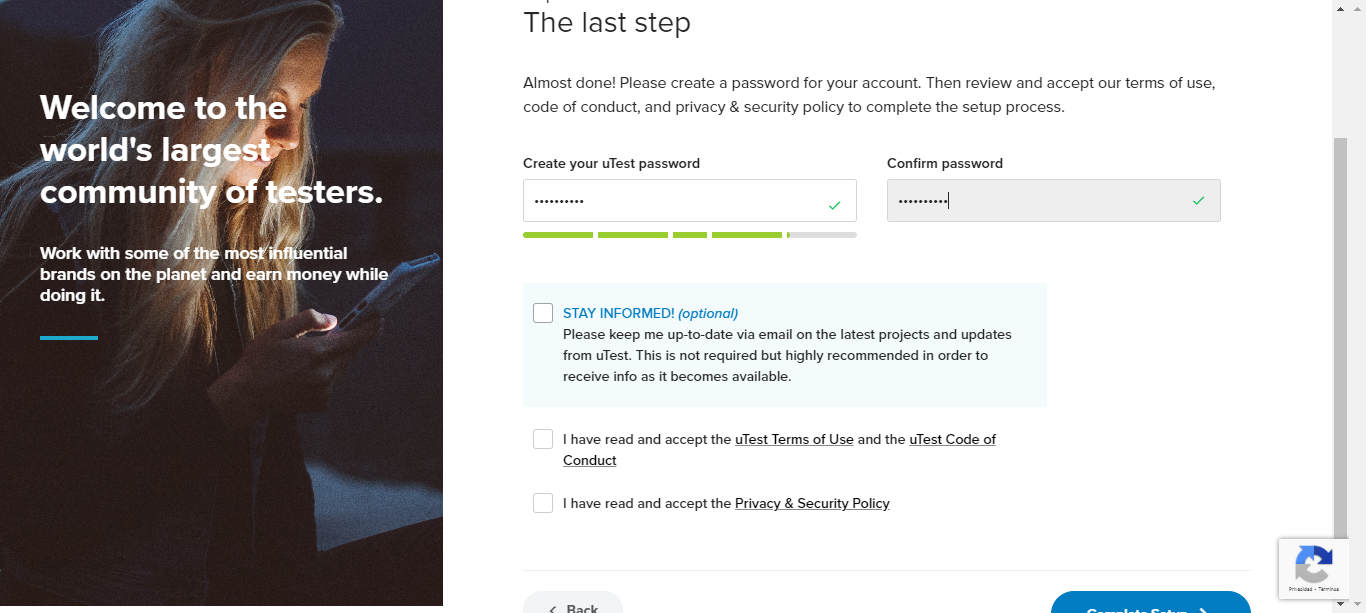 Welcome to the
world's largest
community of testers.
Work with some of the most influential
brands on the planet and earn money while
doing it.
The last step
Almost done! Please create a password for your account. Then review and accept our terms of use,
code of conduct, and privacy & security policy to complete the setup process.
Create your uTest password
Confirm password
••••••••••
••••••••••
STAY INFORMED! (optional)
Please keep me up-to-date via email on the latest projects and updates
from uTest. This is not required but highly recommended in order to
receive info as it becomes available.
I have read and accept the uTest Terms of Use and the uTest Code of
Conduct
I have read and accept the Privacy & Security Policy
Back
Complete Setup
Privacidad - Términos